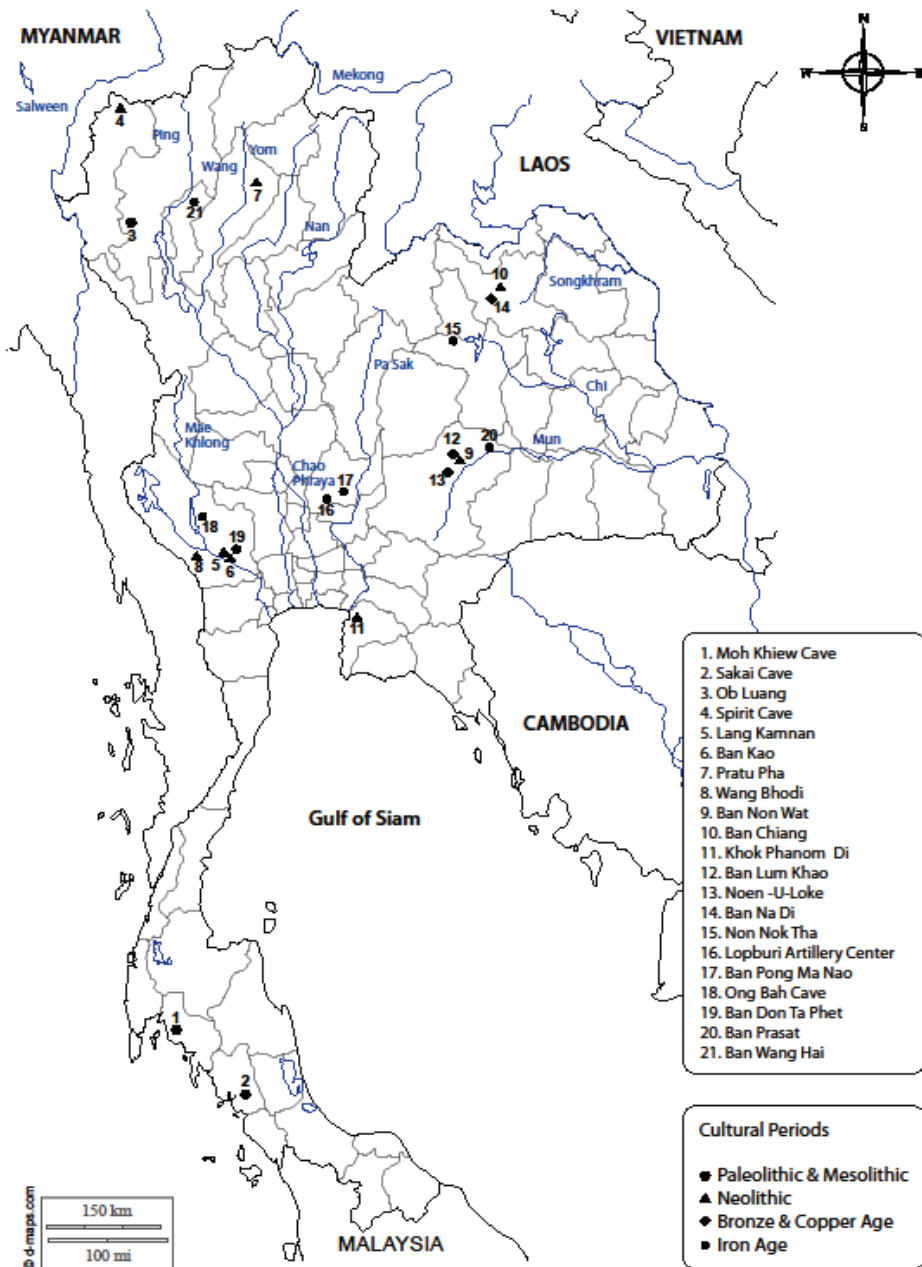 MYANMAR
VIETNAM
N
W
E
S
Salween
Mekong
4
Ping
Wang
Yom
LAOS
7
21
3
Nan
10
Songkhram
14
15
Pa Sak
Chi
Mae
Khlong
12
20
9
Mun
13
Chao
Phraya
17
16
18
19
5
8
6
11
CAMBODIA
Gulf of Siam
1
2
MALAYSIA
1. Moh Khiew Cave
2. Sakai Cave
3. Ob Luang
4. Spirit Cave
5. Lang Kamnan
6. Ban Kao
7. Pratu Pha
8. Wang Bhodi
9. Ban Non Wat
10. Ban Chiang
11. Khok Phanom Di
12. Ban Lum Khao
13. Noen -U-Loke
14. Ban Na Di
15. Non Nok Tha
16. Lopburi Artillery Center
17. Ban Pong Ma Nao
18. Ong Bah Cave
19. Ban Don Ta Phet
20. Ban Prasat
21. Ban Wang Hai
Cultural Periods
Paleolithic & Mesolithic
Neolithic
Bronze & Copper Age
Iron Age
© d-maps.com
150 km
100 mi